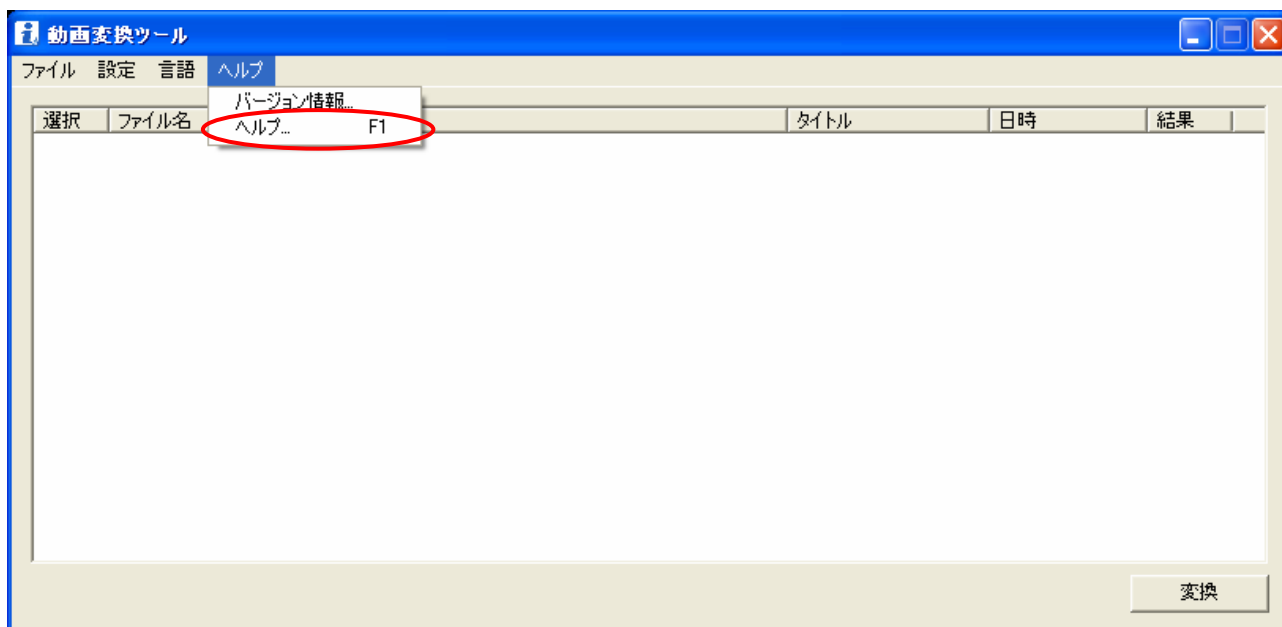 動画変換ツール
ファイル 設定 言語 ヘルプ
バージョン情報...
ヘルプ... F1
選択 ファイル名 タイトル 日時 結果
変換